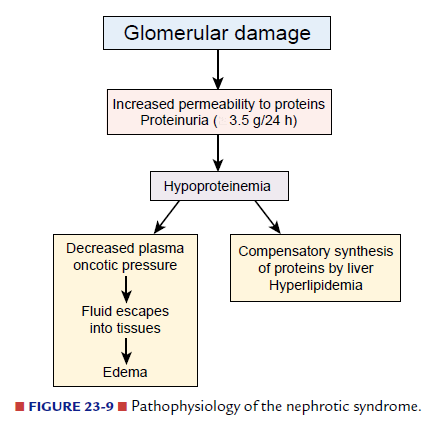 Glomerular damage
Increased permeability to proteins
Proteinuria ( 3.5 g/24 h)
Hypoproteinemia
Decreased plasma
oncotic pressure
Fluid escapes
into tissues
Edema
Compensatory synthesis
of proteins by liver
Hyperlipidemia
■ FIGURE 23-9 ■ Pathophysiology of the nephrotic syndrome.